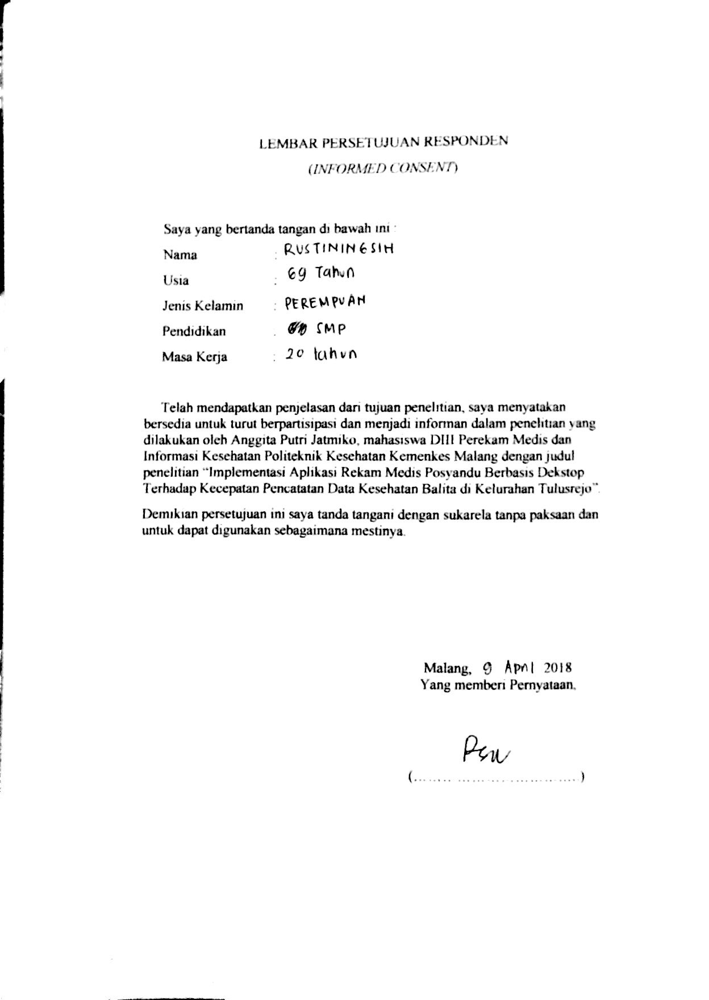 LEMBAR PERSETUJUAN RESPONDEN
(INFORMED CONSENT)
Saya yang bertanda tangan di bawah ini :
Nama : RUSTININGSIH
Usia : 69 Tahun
Jenis Kelamin : PEREMPUAN
Pendidikan : SMP
Masa Kerja : 20 tahun
Telah mendapatkan penjelasan dari tujuan penelitian, saya menyatakan
bersedia untuk turut berpartisipasi dan menjadi informan dalam penelitian yang
dilakukan oleh Anggita Putri Jatmiko, mahasiswa DIII Perekam Medis dan
Informasi Kesehatan Politeknik Kesehatan Kemenkes Malang dengan judul
penelitian “Implementasi Aplikasi Rekam Medis Posyandu Berbasis Dekstop
Terhadap Kecepatan Pencatatan Data Kesehatan Balita di Kelurahan Tulusrejo”.
Demikian persetujuan ini saya tanda tangani dengan sukarela tanpa paksaan dan
untuk dapat digunakan sebagaimana mestinya.
Malang, 9 April 2018
Yang memberi Pernyataan,
(....................................)